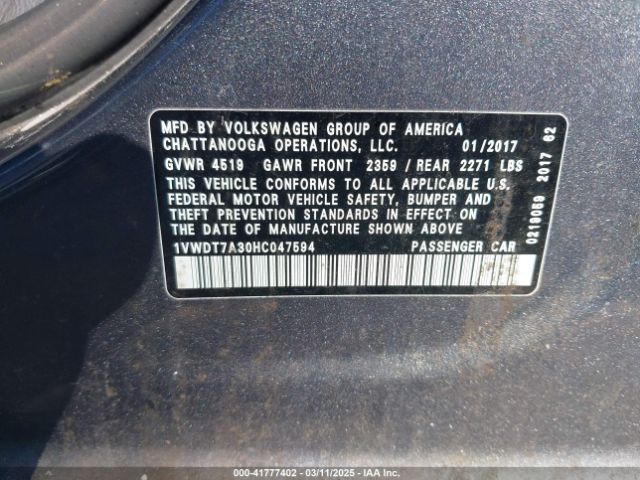 MFD BY VOLKSWAGEN GROUP OF AMERICA
CHATTANOOGA OPERATIONS, LLC. 01/2017
GVWR 4519 GAWR FRONT 2359 / REAR 2271 LBS
THIS VEHICLE CONFORMS TO ALL APPLICABLE U.S.
FEDERAL MOTOR VEHICLE SAFETY, BUMPER AND
THEFT PREVENTION STANDARDS IN EFFECT ON
THE DATE OF MANUFACTURE SHOWN ABOVE
1VWDT7A30HC047594 PASSENGER CAR
0219059 2017 62
000-41777402 - 03/11/2025 - IAA Inc.